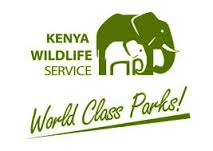 KENYA
WILDLIFE
SERVICE
World Class Parks!